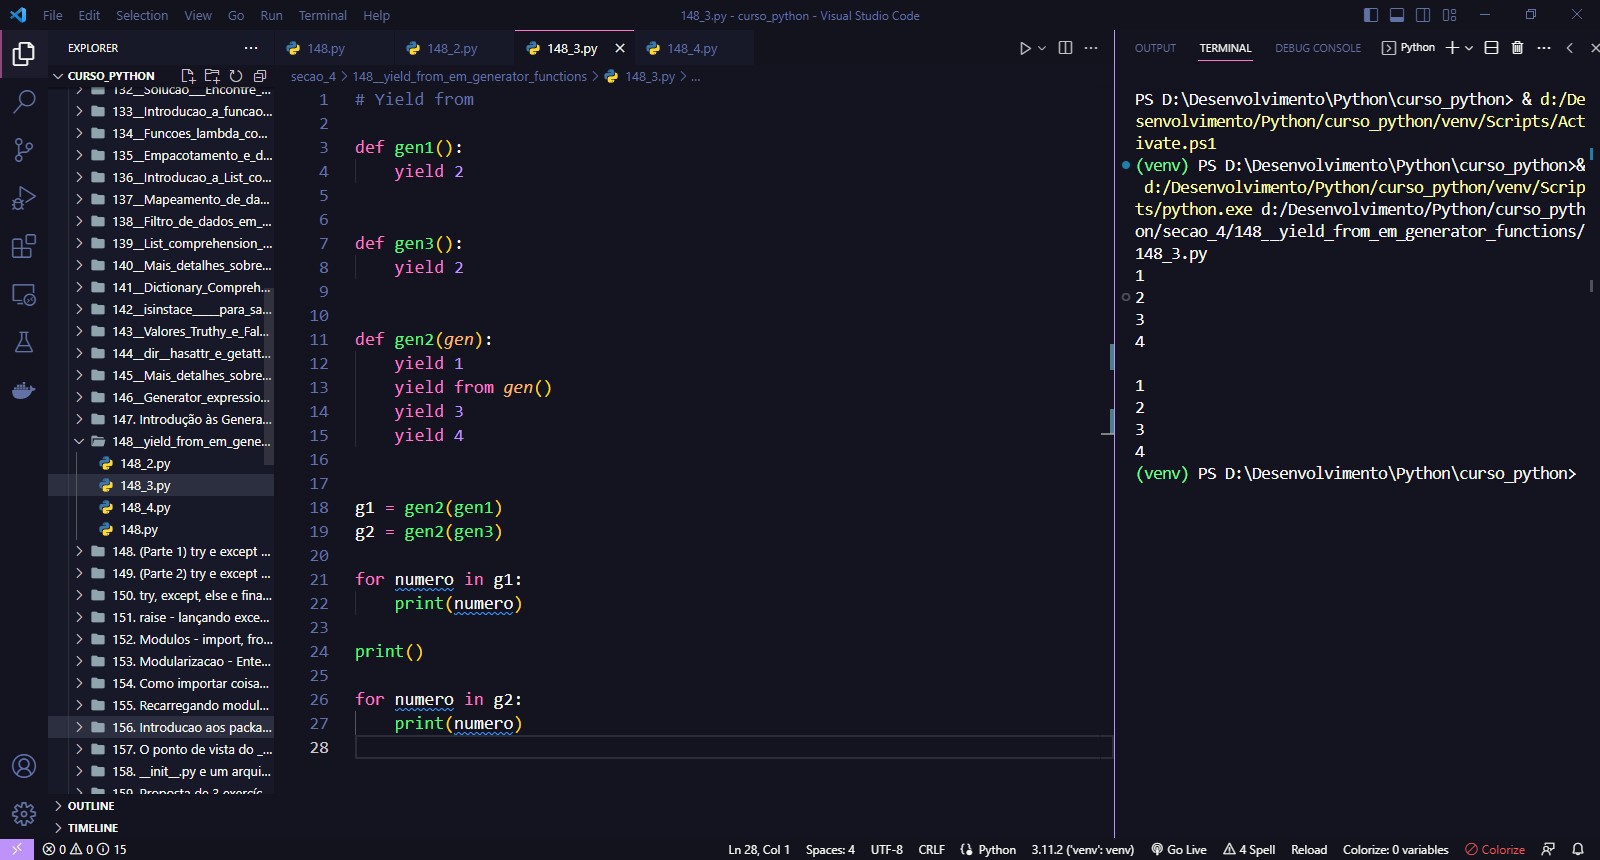 File Edit Selection View Go Run Terminal Help
148_3.py - curso_python - Visual Studio Code
EXPLORER
CURSO_PYTHON
132__Solucao___Encontre_...
133__Introducao_a_funcao...
134__Funcoes_lambda_co...
135__Empacotamento_e_d...
136__Introducao_a_List_co...
137__Mapeamento_de_da...
138__Filtro_de_dados_em_...
139__List_comprehension_...
140__Mais_detalhes_sobre...
141__Dictionary_Compreh...
142__isinstace____para_sa...
143__Valores_Truthy_e_Fal...
144__dir__hasattr_e_getatt...
145__Mais_detalhes_sobre...
146__Generator_expressio...
147. Introdução às Genera...
148__yield_from_em_gene...
148_2.py
148_3.py
148_4.py
148.py
148. (Parte 1) try e except ...
149. (Parte 2) try e except ...
150. try, except, else e fina...
151. raise - lançando exce...
152. Modulos - import, fro...
153. Modularizacao - Ente...
154. Como importar coisa...
155. Recarregando modul...
156. Introducao aos packa...
157. O ponto de vista do _...
158. __init__.py e um arqui...
159. Proposta de 3 exercíc...
OUTLINE
TIMELINE
148.py 148_2.py 148_3.py 148_4.py
secao_4 > 148__yield_from_em_generator_functions > 148_3.py > ...
1 # Yield from
2
3 def gen1():
4 yield 2
5
6
7 def gen3():
8 yield 2
9
10
11 def gen2(gen):
12 yield 1
13 yield from gen()
14 yield 3
15 yield 4
16
17
18 g1 = gen2(gen1)
19 g2 = gen2(gen3)
20
21 for numero in g1:
22 print(numero)
23
24 print()
25
26 for numero in g2:
27 print(numero)
28
OUTPUT TERMINAL DEBUG CONSOLE Python
PS D:\Desenvolvimento\Python\curso_python> & d:/De
senvolvimento/Python/curso_python/venv/Scripts/Act
ivate.ps1
(venv) PS D:\Desenvolvimento\Python\curso_python>&
d:/Desenvolvimento/Python/curso_python/venv/Scrip
ts/python.exe d:/Desenvolvimento/Python/curso_pyth
on/secao_4/148__yield_from_em_generator_functions/
148_3.py
1
2
3
4
1
2
3
4
(venv) PS D:\Desenvolvimento\Python\curso_python>
0 0 15
Ln 28, Col 1 Spaces: 4 UTF-8 CRLF Python 3.11.2 ('venv': venv) Go Live 4 Spell Reload Colorize: 0 variables Colorize